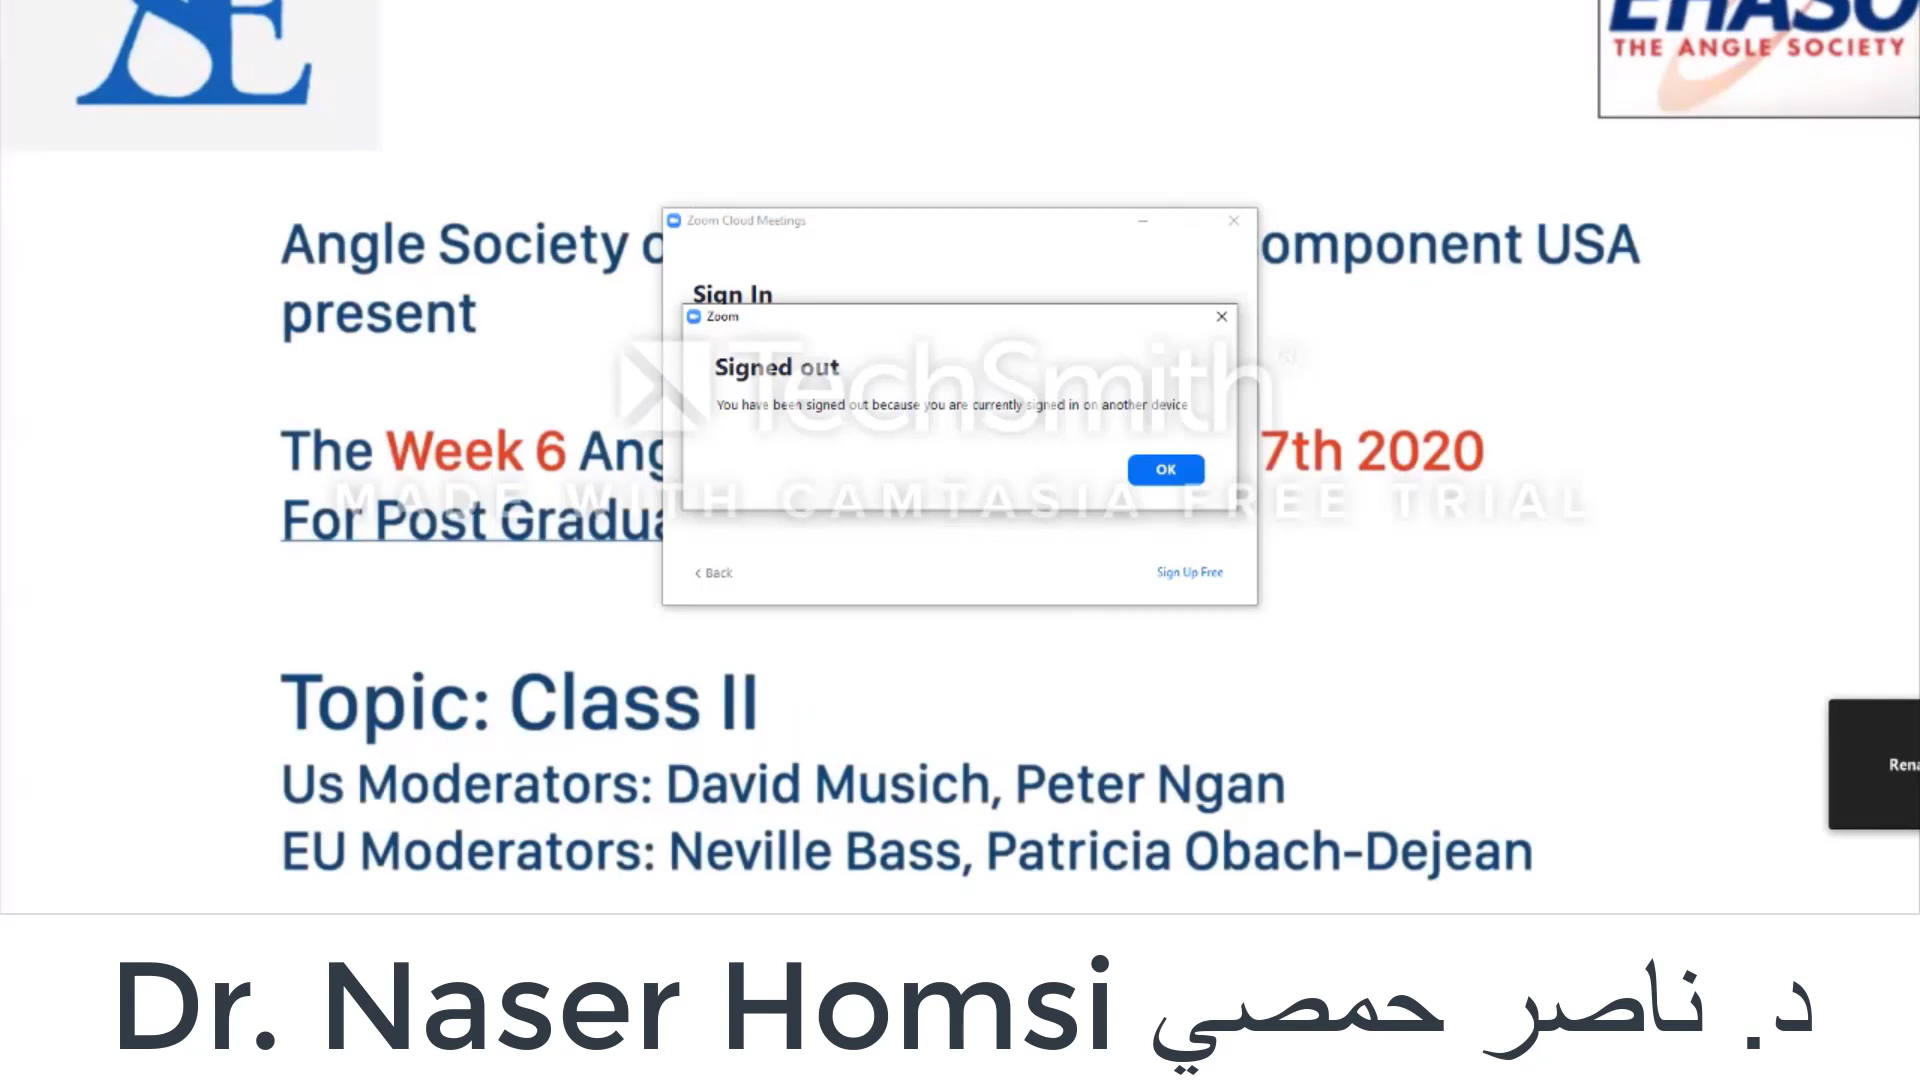 SE
EHASO
THE ANGLE SOCIETY
Angle Society omponent USA
present
Zoom Cloud Meetings
Sign In
Zoom
Signed out
You have been signed out because you are currently signed in on another device
OK
TechSmith®
MADE WITH CAMTASIA FREE TRIAL
The Week 6 Ang 7th 2020
For Post Gradua
< Back
Sign Up Free
Topic: Class II
Us Moderators: David Musich, Peter Ngan
EU Moderators: Neville Bass, Patricia Obach-Dejean
Rena
Dr. Naser Homsi د. ناصر حمصي